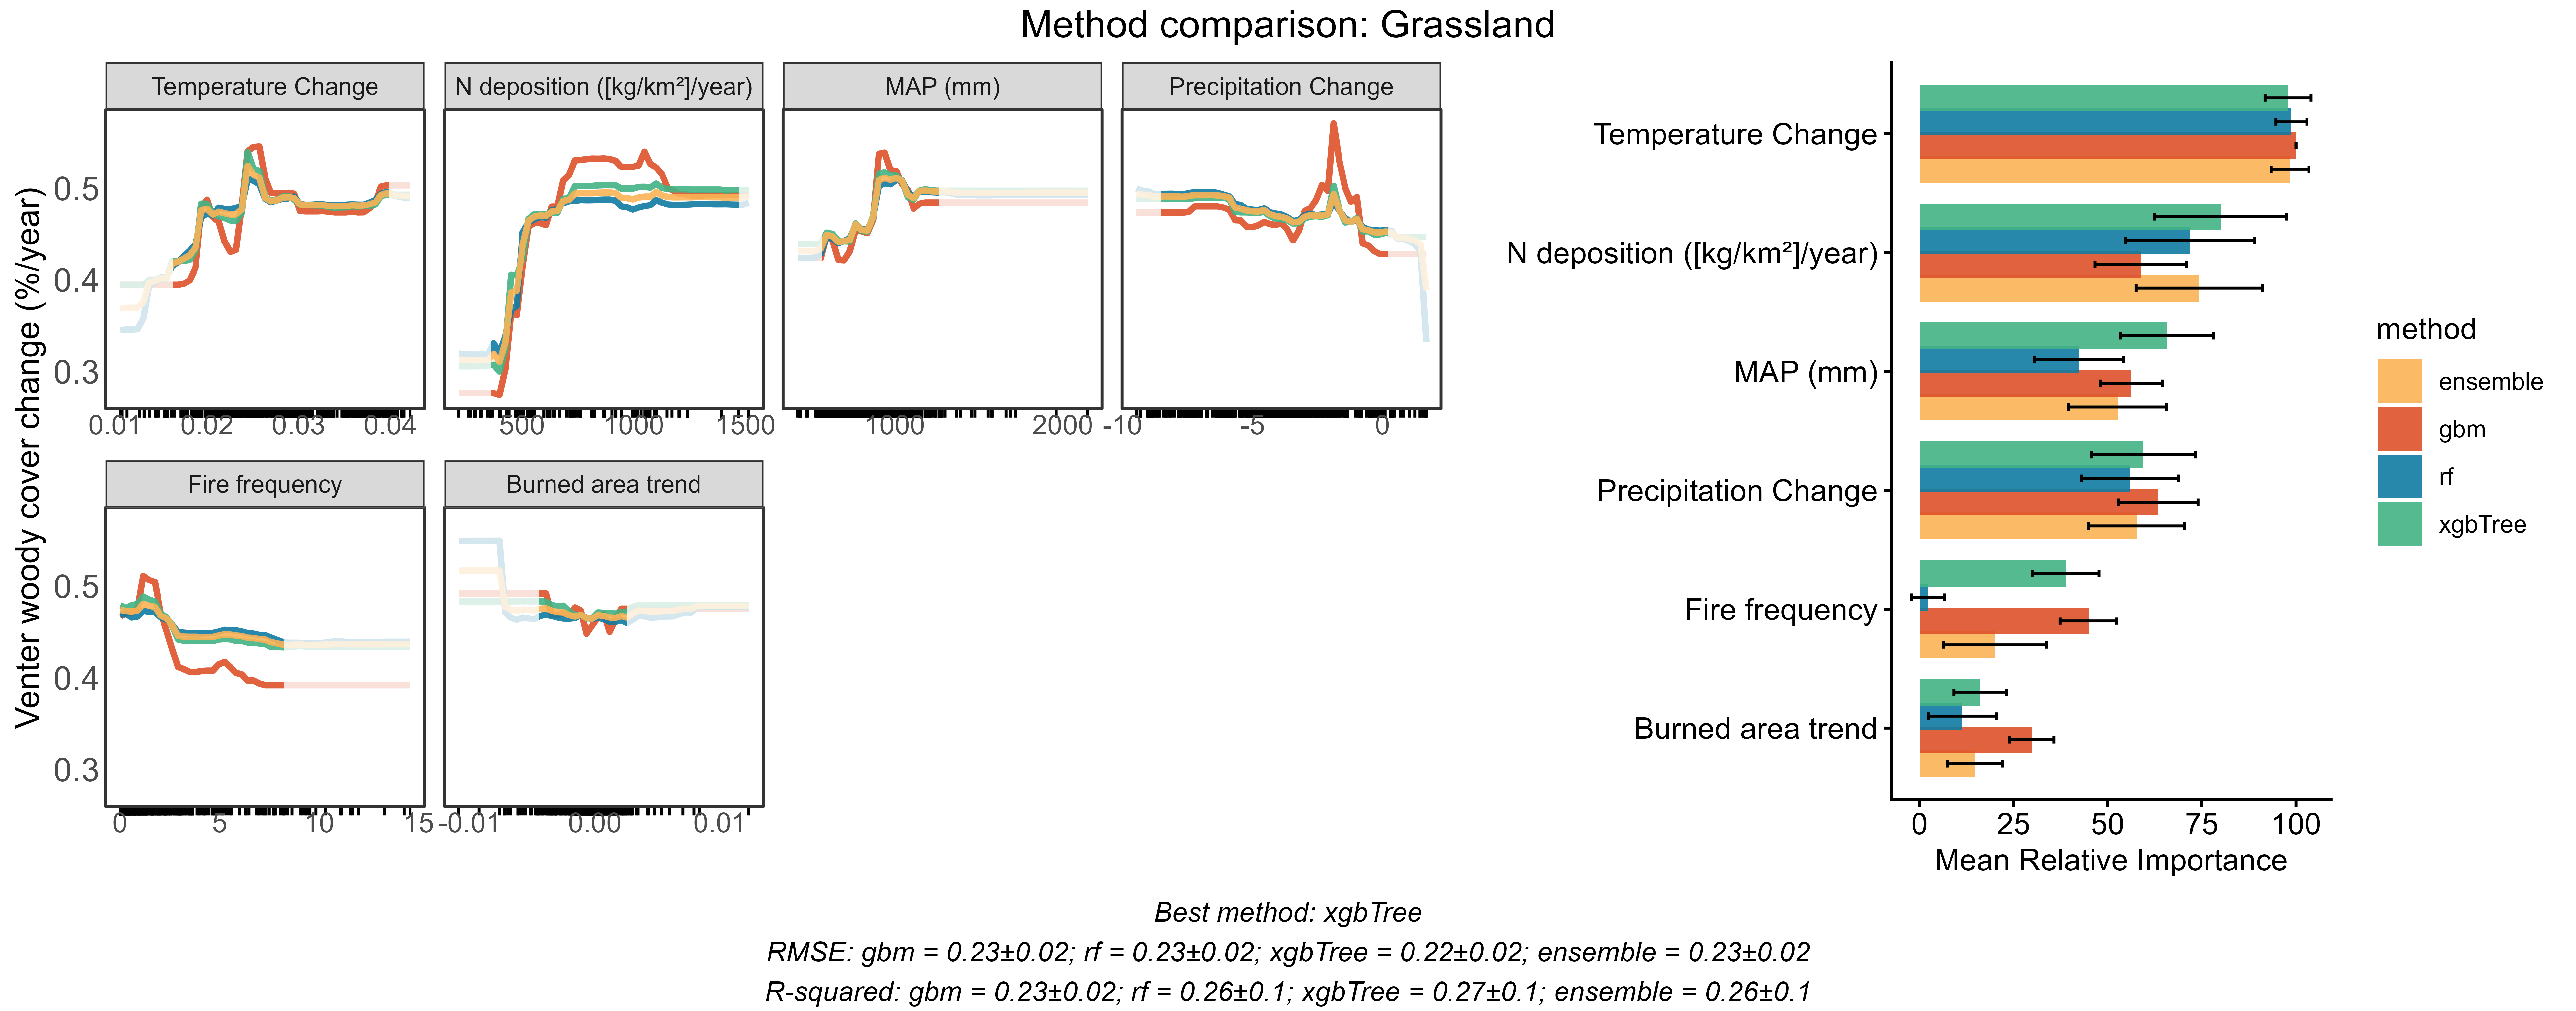 Method comparison: Grassland
Temperature Change
N deposition ([kg/km²]/year)
MAP (mm)
Precipitation Change
Venter woody cover change (%/year)
0.5
0.4
0.3
0.01 0.02 0.03 0.04
500 1000 1500
1000 2000
-10 -5 0
Fire frequency
Burned area trend
0.5
0.4
0.3
0 5 10 15
-0.01 0.00 0.01
Temperature Change
N deposition ([kg/km²]/year)
MAP (mm)
Precipitation Change
Fire frequency
Burned area trend
0 25 50 75 100
Mean Relative Importance
method
ensemble
gbm
rf
xgbTree
Best method: xgbTree
RMSE: gbm = 0.23±0.02; rf = 0.23±0.02; xgbTree = 0.22±0.02; ensemble = 0.23±0.02
R-squared: gbm = 0.23±0.02; rf = 0.26±0.1; xgbTree = 0.27±0.1; ensemble = 0.26±0.1